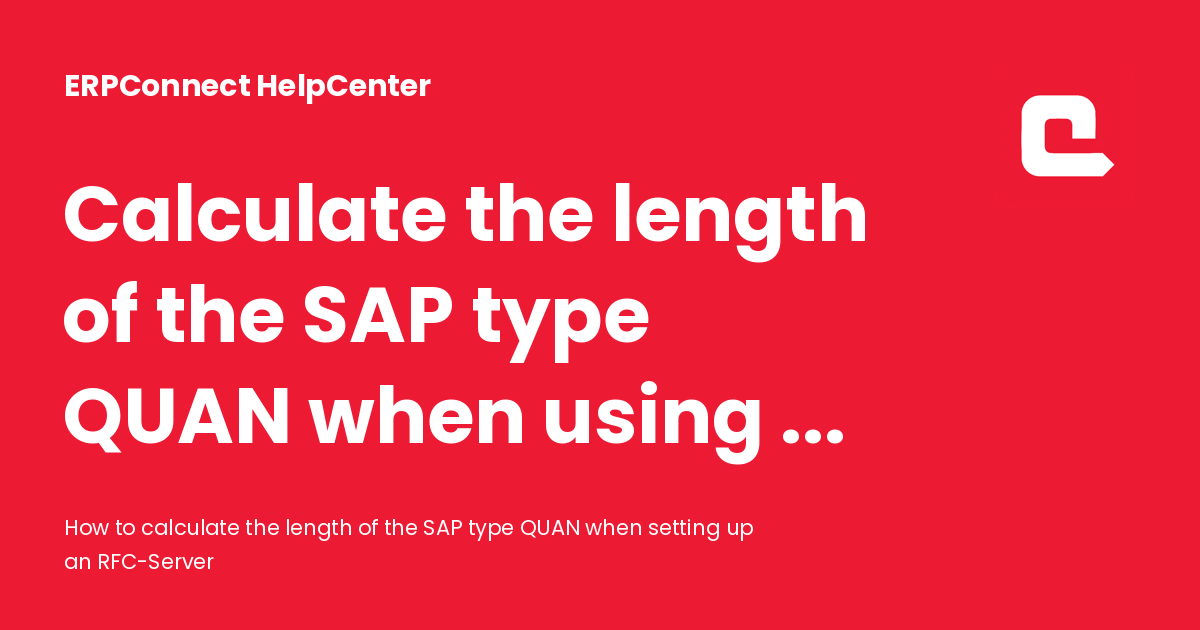 ERPConnect HelpCenter
Calculate the length
of the SAP type
QUAN when using ...
How to calculate the length of the SAP type QUAN when setting up
an RFC-Server